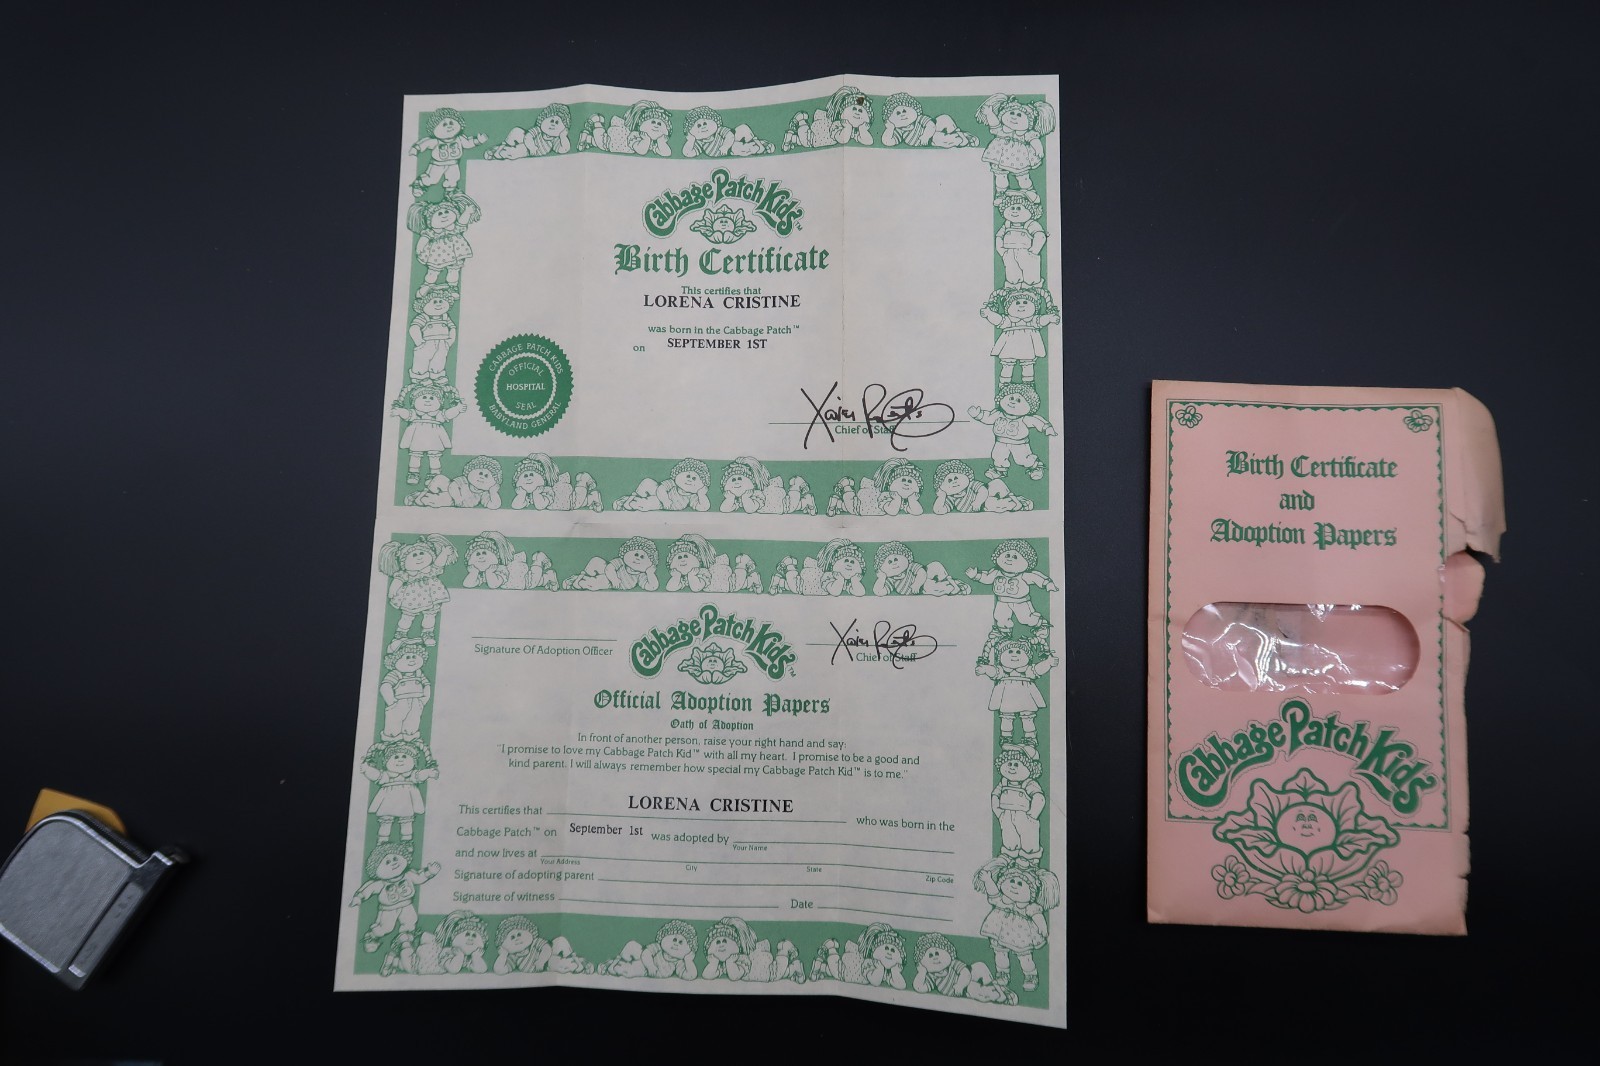 Cabbage Patch Kids™
Birth Certificate
This certifies that
LORENA CRISTINE
was born in the Cabbage Patch™
on SEPTEMBER 1ST
CABBAGE PATCH KIDS
OFFICIAL
HOSPITAL
SEAL
BABYLAND GENERAL
Xavier Roberts
Chief of Staff
Signature Of Adoption Officer
Cabbage Patch Kids™
Xavier Roberts
Chief of Staff
Official Adoption Papers
Oath of Adoption
In front of another person, raise your right hand and say:
"I promise to love my Cabbage Patch Kid™ with all my heart. I promise to be a good and
kind parent. I will always remember how special my Cabbage Patch Kid™ is to me."
This certifies that LORENA CRISTINE who was born in the
Cabbage Patch™ on September 1st was adopted by
Your Name
and now lives at
Your Address City State Zip Code
Signature of adopting parent
Signature of witness Date
Birth Certificate
and
Adoption Papers
Cabbage Patch Kids